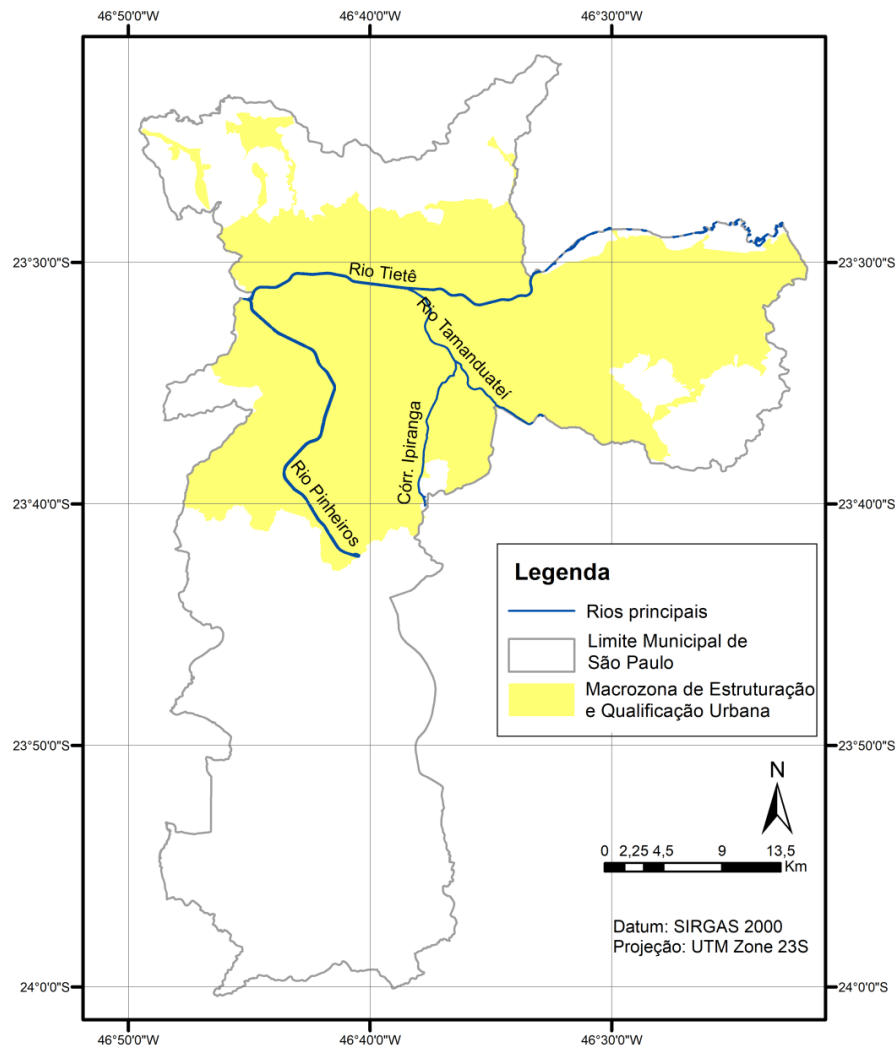 46°50'0"W
46°40'0"W
46°30'0"W
23°30'0"S
23°30'0"S
Rio Tietê
Rio Tamanduateí
Córr. Ipiranga
Rio Pinheiros
23°40'0"S
23°40'0"S
Legenda
Rios principais
Limite Municipal de
São Paulo
Macrozona de Estruturação
e Qualificação Urbana
23°50'0"S
23°50'0"S
N
0 2,25 4,5 9 13,5
Km
Datum: SIRGAS 2000
Projeção: UTM Zone 23S
24°0'0"S
24°0'0"S
46°50'0"W
46°40'0"W
46°30'0"W